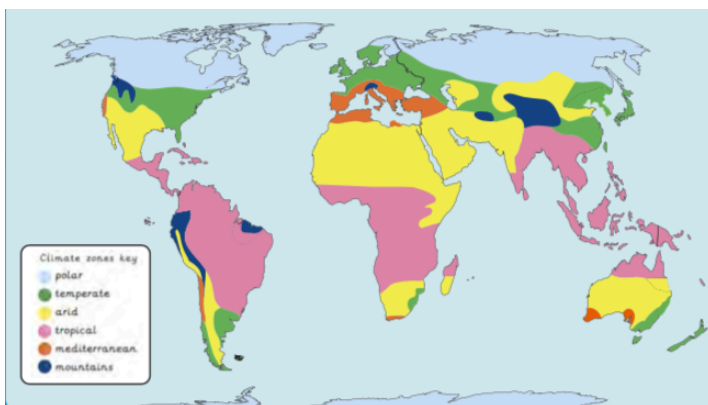 Climate zones key
polar
temperate
arid
tropical
mediterranean
mountains